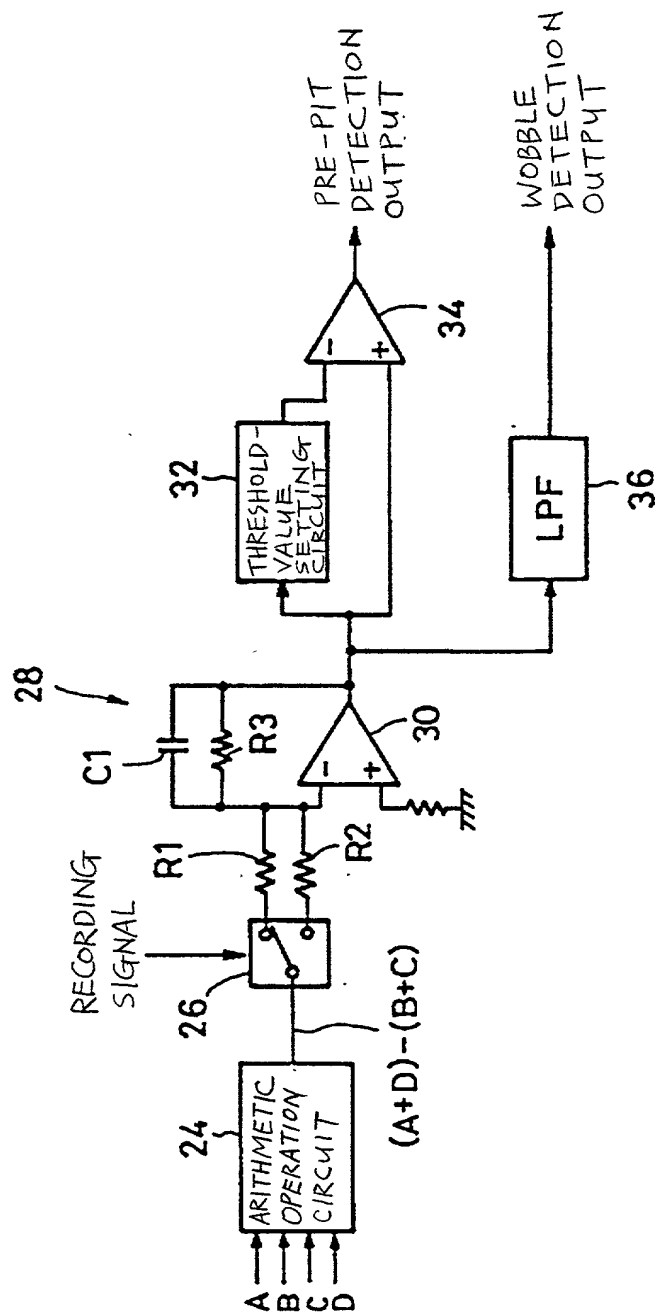 A
B
C
D
24
ARITHMETIC
OPERATION
CIRCUIT
(A+D)-(B+C)
RECORDING
SIGNAL
26
R1
R2
C1
R3
28
-
+
30
32
THRESHOLD-
VALUE
SETTING
CIRCUIT
-
+
34
PRE-PIT
DETECTION
OUTPUT
LPF
36
WOBBLE
DETECTION
OUTPUT